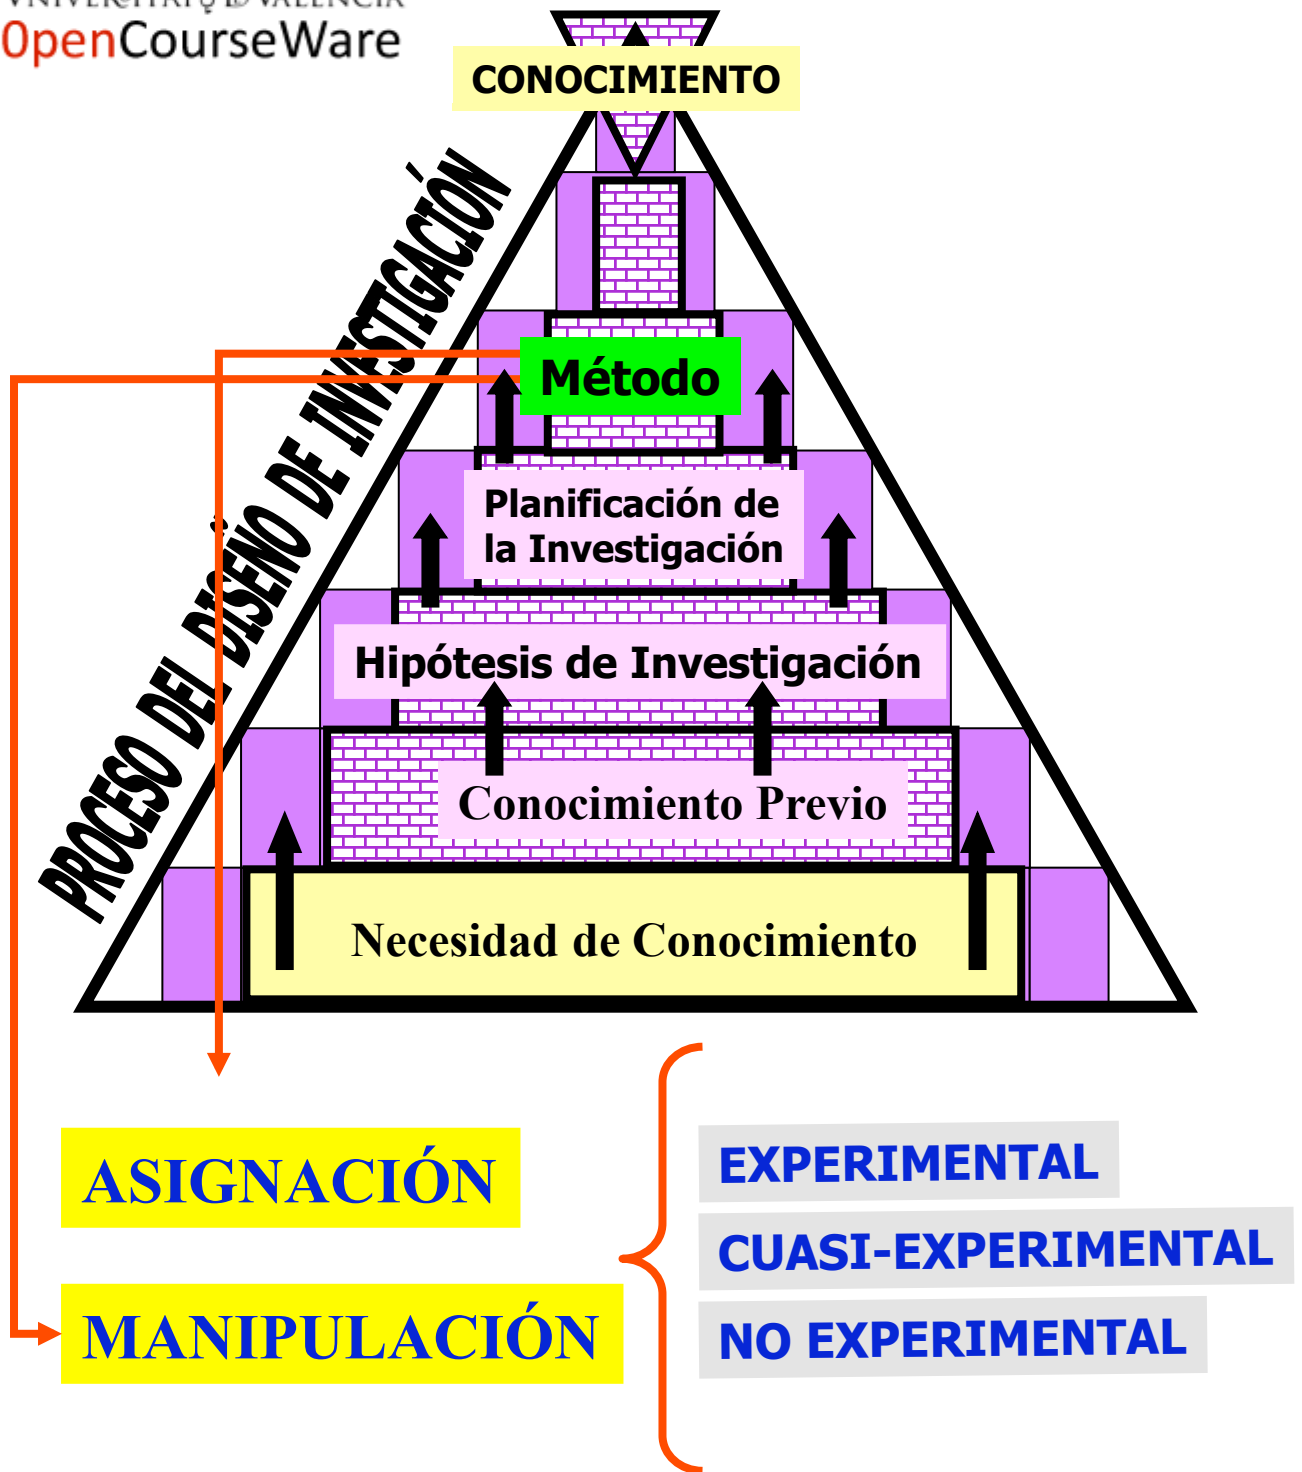 OpenCourseWare
CONOCIMIENTO
PROCESO DEL DISEÑO DE INVESTIGACIÓN
Método
Planificación de
la Investigación
Hipótesis de Investigación
Conocimiento Previo
Necesidad de Conocimiento
ASIGNACIÓN
MANIPULACIÓN
EXPERIMENTAL
CUASI-EXPERIMENTAL
NO EXPERIMENTAL